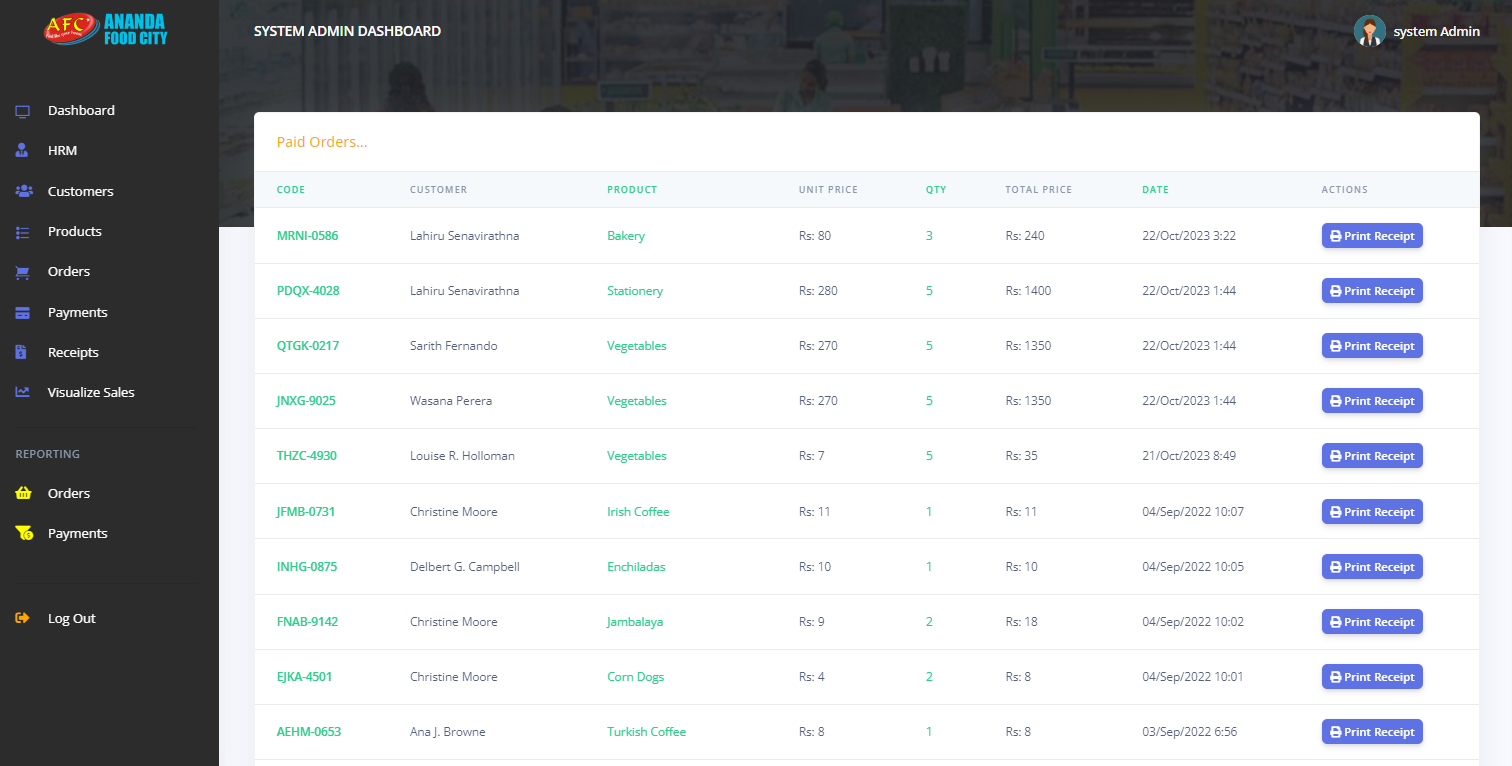 AFC
ANANDA
FOOD CITY
SYSTEM ADMIN DASHBOARD
system Admin
Dashboard
HRM
Customers
Products
Orders
Payments
Receipts
Visualize Sales
REPORTING
Orders
Payments
Log Out
Paid Orders...
CODE CUSTOMER PRODUCT UNIT PRICE QTY TOTAL PRICE DATE ACTIONS
MRNI-0586 Lahiru Senavirathna Bakery Rs: 80 3 Rs: 240 22/Oct/2023 3:22 Print Receipt
PDQX-4028 Lahiru Senavirathna Stationery Rs: 280 5 Rs: 1400 22/Oct/2023 1:44 Print Receipt
QTGK-0217 Sarith Fernando Vegetables Rs: 270 5 Rs: 1350 22/Oct/2023 1:44 Print Receipt
JNXG-9025 Wasana Perera Vegetables Rs: 270 5 Rs: 1350 22/Oct/2023 1:44 Print Receipt
THZC-4930 Louise R. Holloman Vegetables Rs: 7 5 Rs: 35 21/Oct/2023 8:49 Print Receipt
JFMB-0731 Christine Moore Irish Coffee Rs: 11 1 Rs: 11 04/Sep/2022 10:07 Print Receipt
INHG-0875 Delbert G. Campbell Enchiladas Rs: 10 1 Rs: 10 04/Sep/2022 10:05 Print Receipt
FNAB-9142 Christine Moore Jambalaya Rs: 9 2 Rs: 18 04/Sep/2022 10:02 Print Receipt
EJKA-4501 Christine Moore Corn Dogs Rs: 4 2 Rs: 8 04/Sep/2022 10:01 Print Receipt
AEHM-0653 Ana J. Browne Turkish Coffee Rs: 8 1 Rs: 8 03/Sep/2022 6:56 Print Receipt